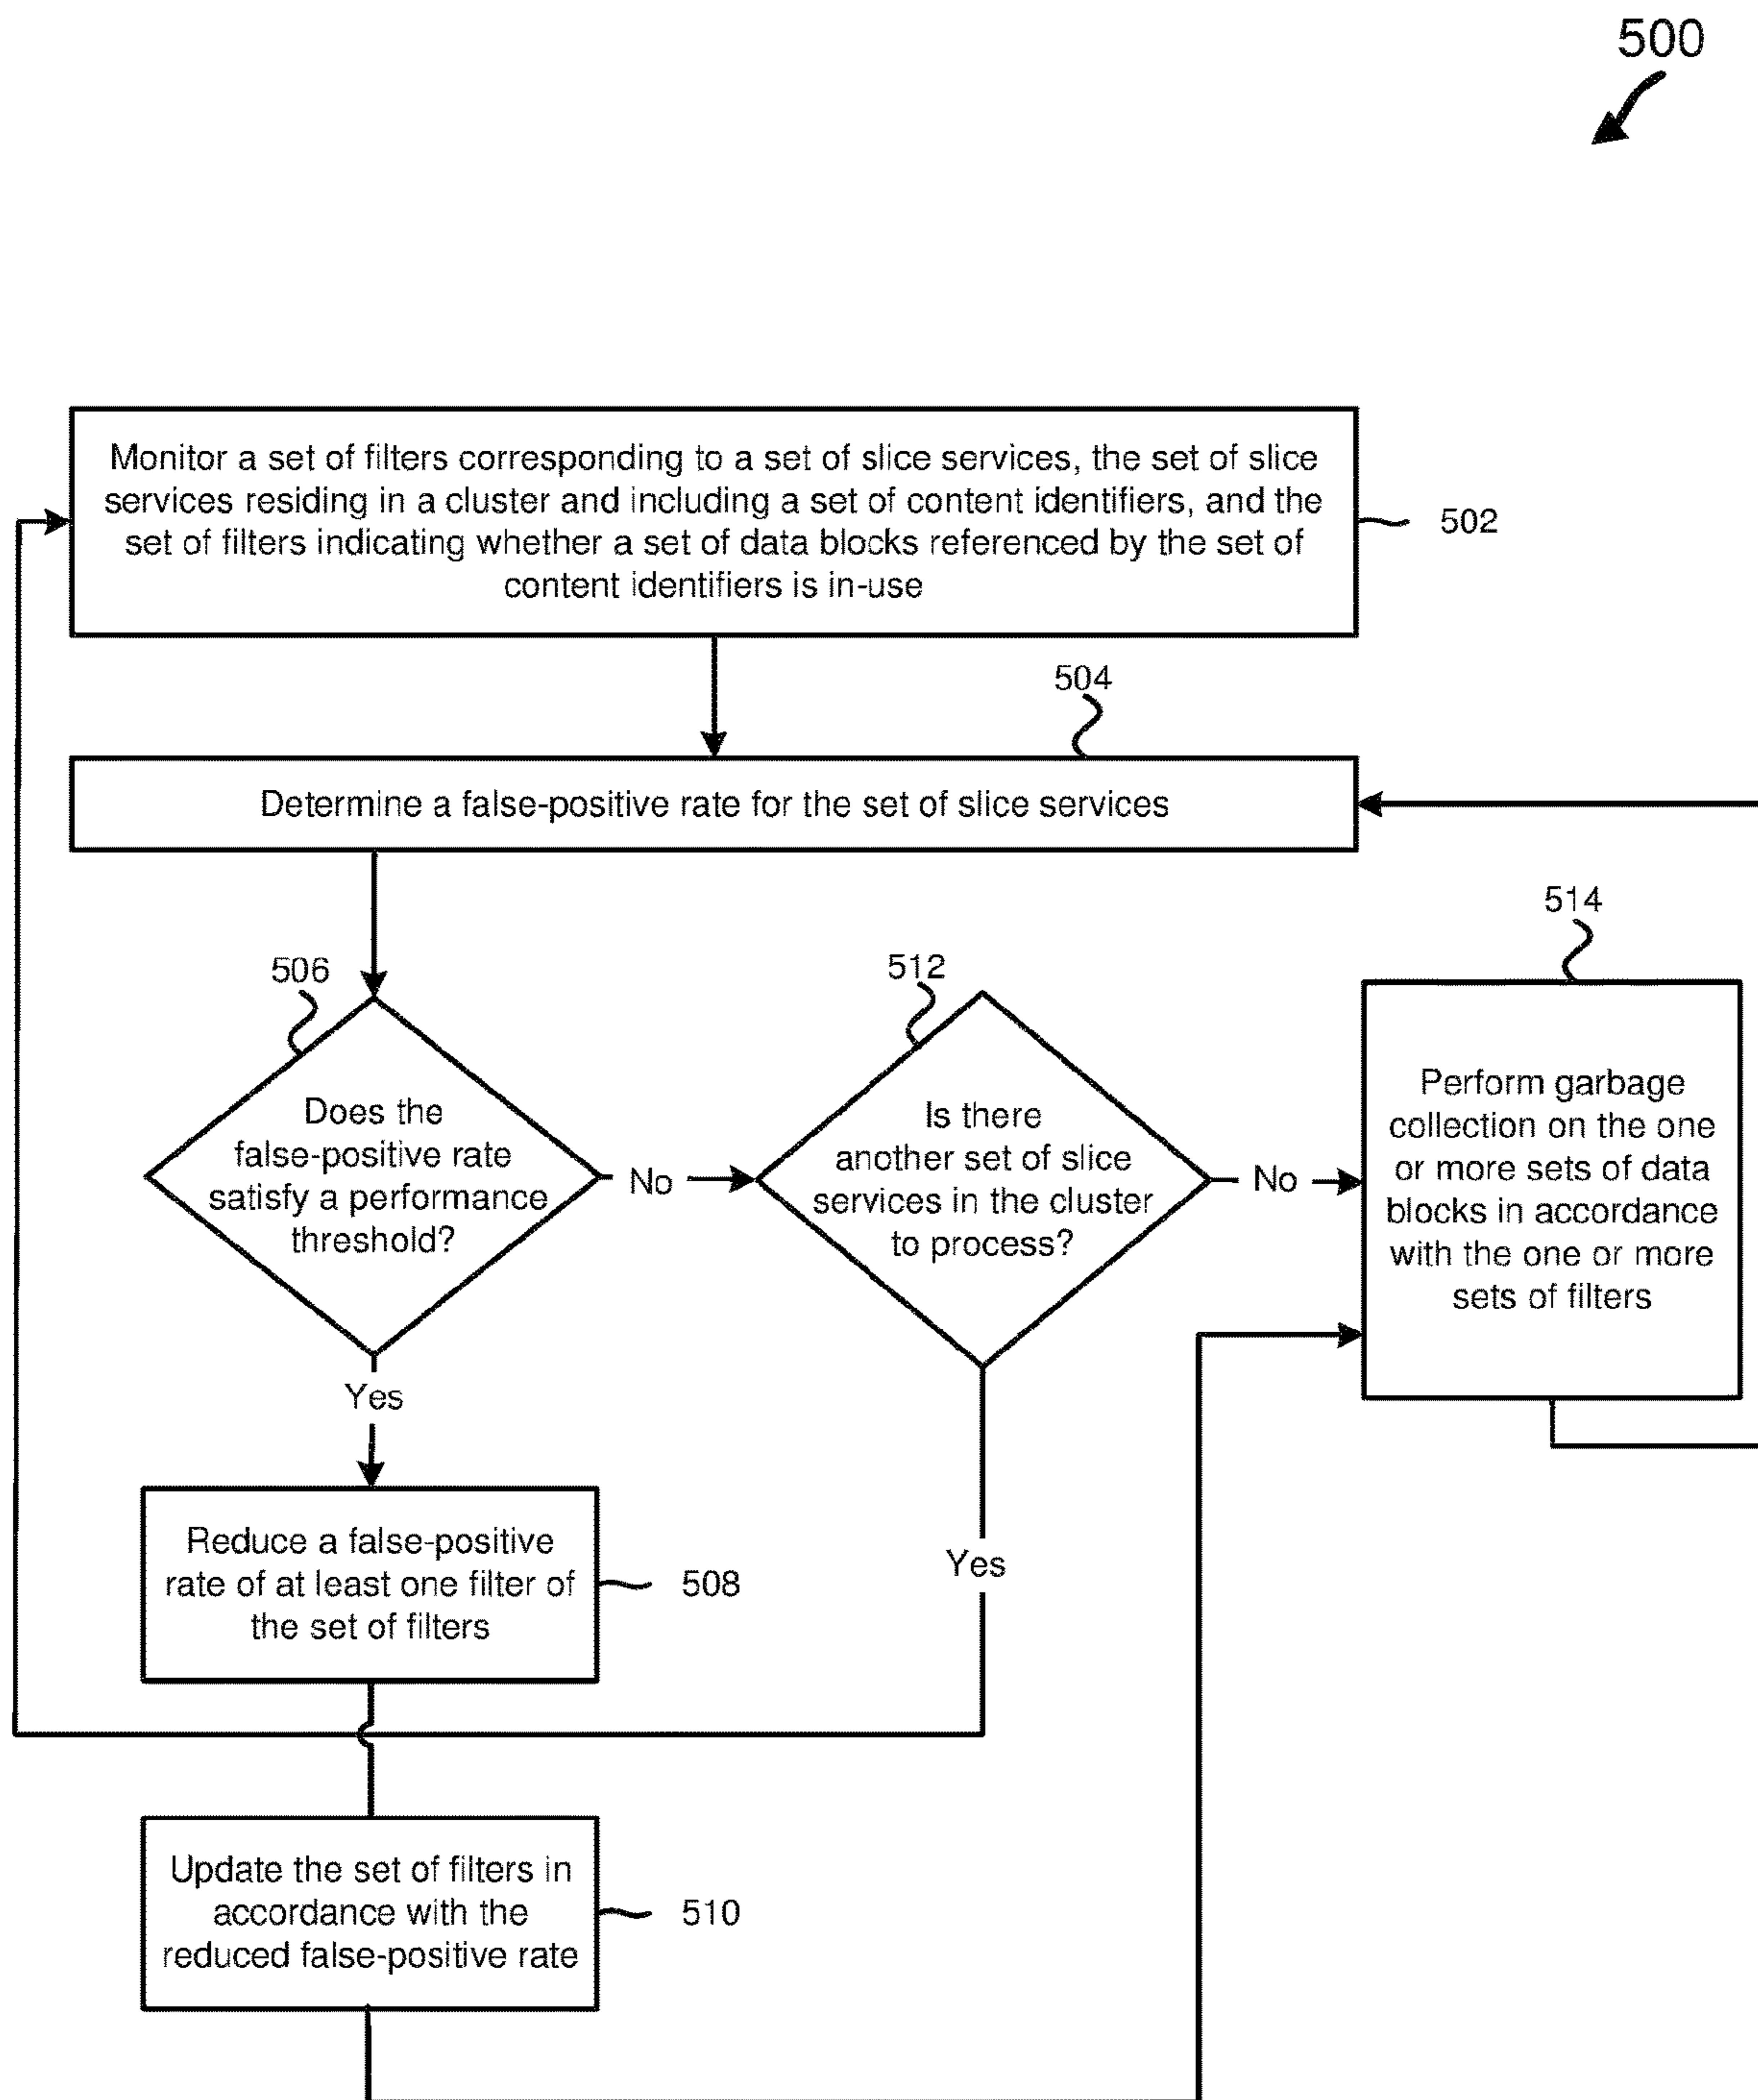 500
Monitor a set of filters corresponding to a set of slice services, the set of slice
services residing in a cluster and including a set of content identifiers, and the
set of filters indicating whether a set of data blocks referenced by the set of
content identifiers is in-use
502
504
Determine a false-positive rate for the set of slice services
506
Does the
false-positive rate
satisfy a performance
threshold?
No
512
Is there
another set of slice
services in the cluster
to process?
No
514
Perform garbage
collection on the one
or more sets of data
blocks in accordance
with the one or more
sets of filters
Yes
Reduce a false-positive
rate of at least one filter of
the set of filters
508
Yes
Update the set of filters in
accordance with the
reduced false-positive rate
510